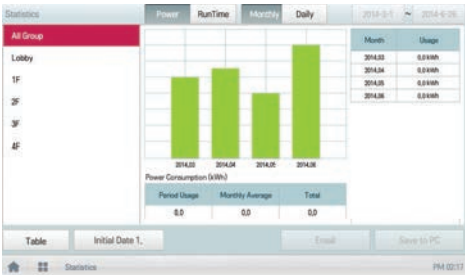 Statistics
Power RunTime Monthly Daily 2014-3-1 ~ 2014-6-26
All Group
Lobby
1F
2F
3F
4F
2014,03 2014,04 2014,05 2014,06
Power Consumption (kWh)
Period Usage Monthly Average Total
0,0 0,0 0,0
Month Usage
2014,03 0,0 kWh
2014,04 0,0 kWh
2014,05 0,0 kWh
2014,06 0,0 kWh
Table Initial Date 1, Email Save to PC
Statistics PM 02:17